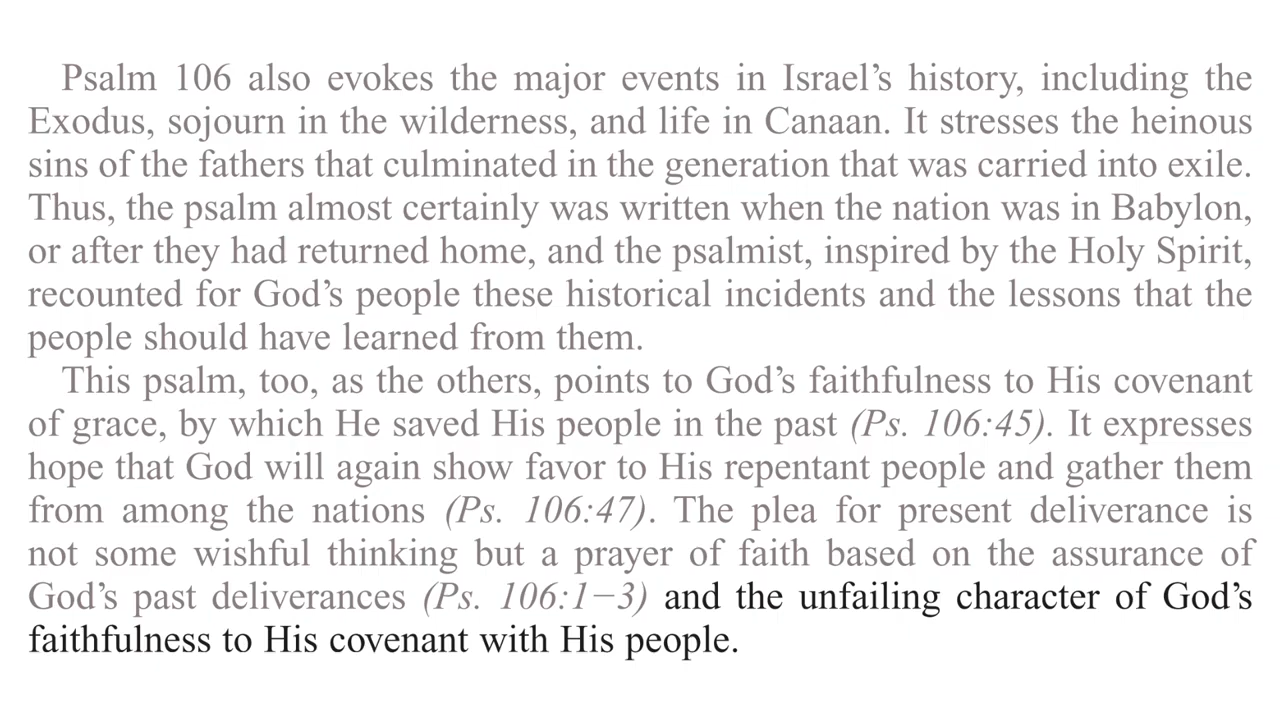 Psalm 106 also evokes the major events in Israel’s history, including the
Exodus, sojourn in the wilderness, and life in Canaan. It stresses the heinous
sins of the fathers that culminated in the generation that was carried into exile.
Thus, the psalm almost certainly was written when the nation was in Babylon,
or after they had returned home, and the psalmist, inspired by the Holy Spirit,
recounted for God’s people these historical incidents and the lessons that the
people should have learned from them.
This psalm, too, as the others, points to God’s faithfulness to His covenant
of grace, by which He saved His people in the past (Ps. 106:45). It expresses
hope that God will again show favor to His repentant people and gather them
from among the nations (Ps. 106:47). The plea for present deliverance is
not some wishful thinking but a prayer of faith based on the assurance of
God’s past deliverances (Ps. 106:1−3) and the unfailing character of God’s
faithfulness to His covenant with His people.